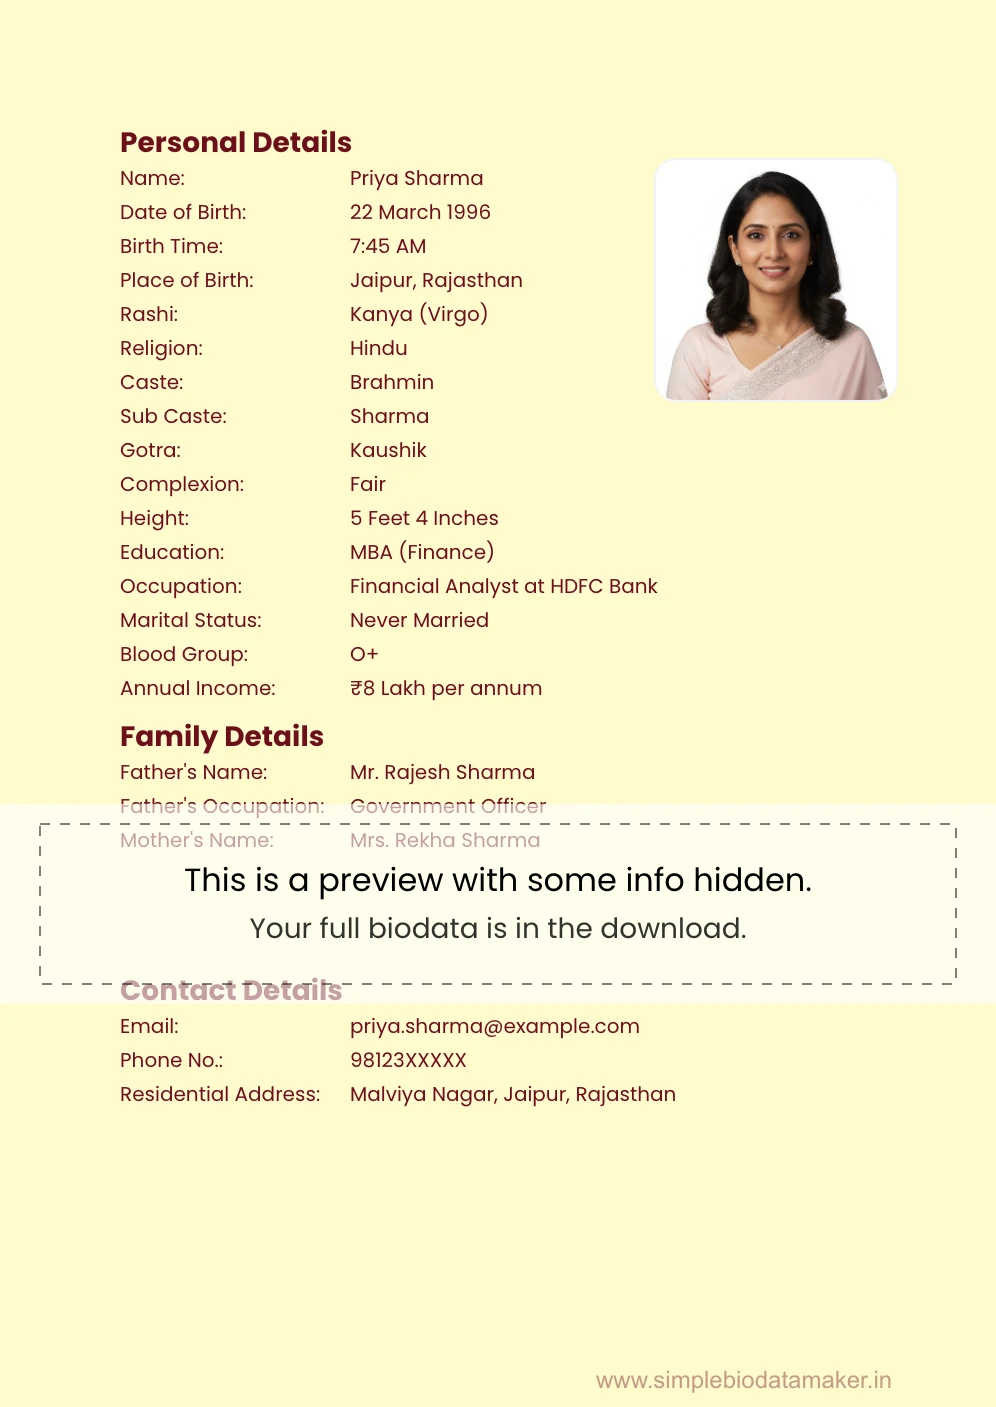 Personal Details
Name: Priya Sharma
Date of Birth: 22 March 1996
Birth Time: 7:45 AM
Place of Birth: Jaipur, Rajasthan
Rashi: Kanya (Virgo)
Religion: Hindu
Caste: Brahmin
Sub Caste: Sharma
Gotra: Kaushik
Complexion: Fair
Height: 5 Feet 4 Inches
Education: MBA (Finance)
Occupation: Financial Analyst at HDFC Bank
Marital Status: Never Married
Blood Group: O+
Annual Income: ₹8 Lakh per annum
Family Details
Father's Name: Mr. Rajesh Sharma
Father's Occupation: Government Officer
Mother's Name: Mrs. Rekha Sharma
This is a preview with some info hidden.
Your full biodata is in the download.
Contact Details
Email: priya.sharma@example.com
Phone No.: 98123XXXXX
Residential Address: Malviya Nagar, Jaipur, Rajasthan
www.simplebiodatamaker.in